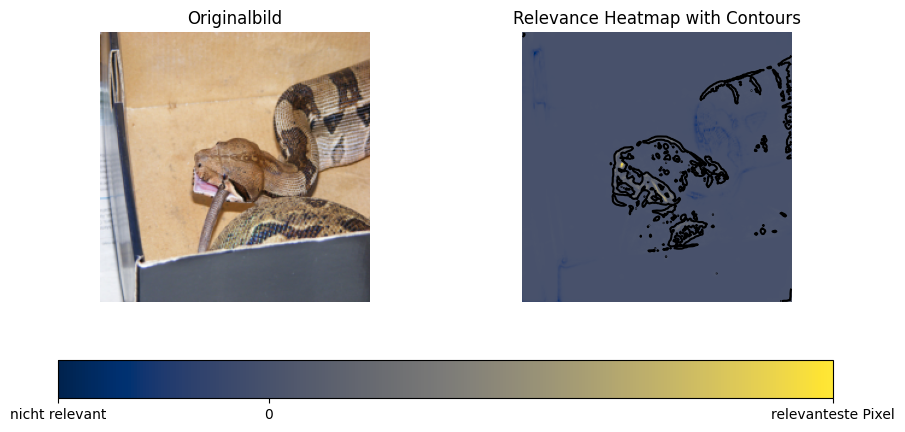 Originalbild
Relevance Heatmap with Contours
nicht relevant
0
relevanteste Pixel